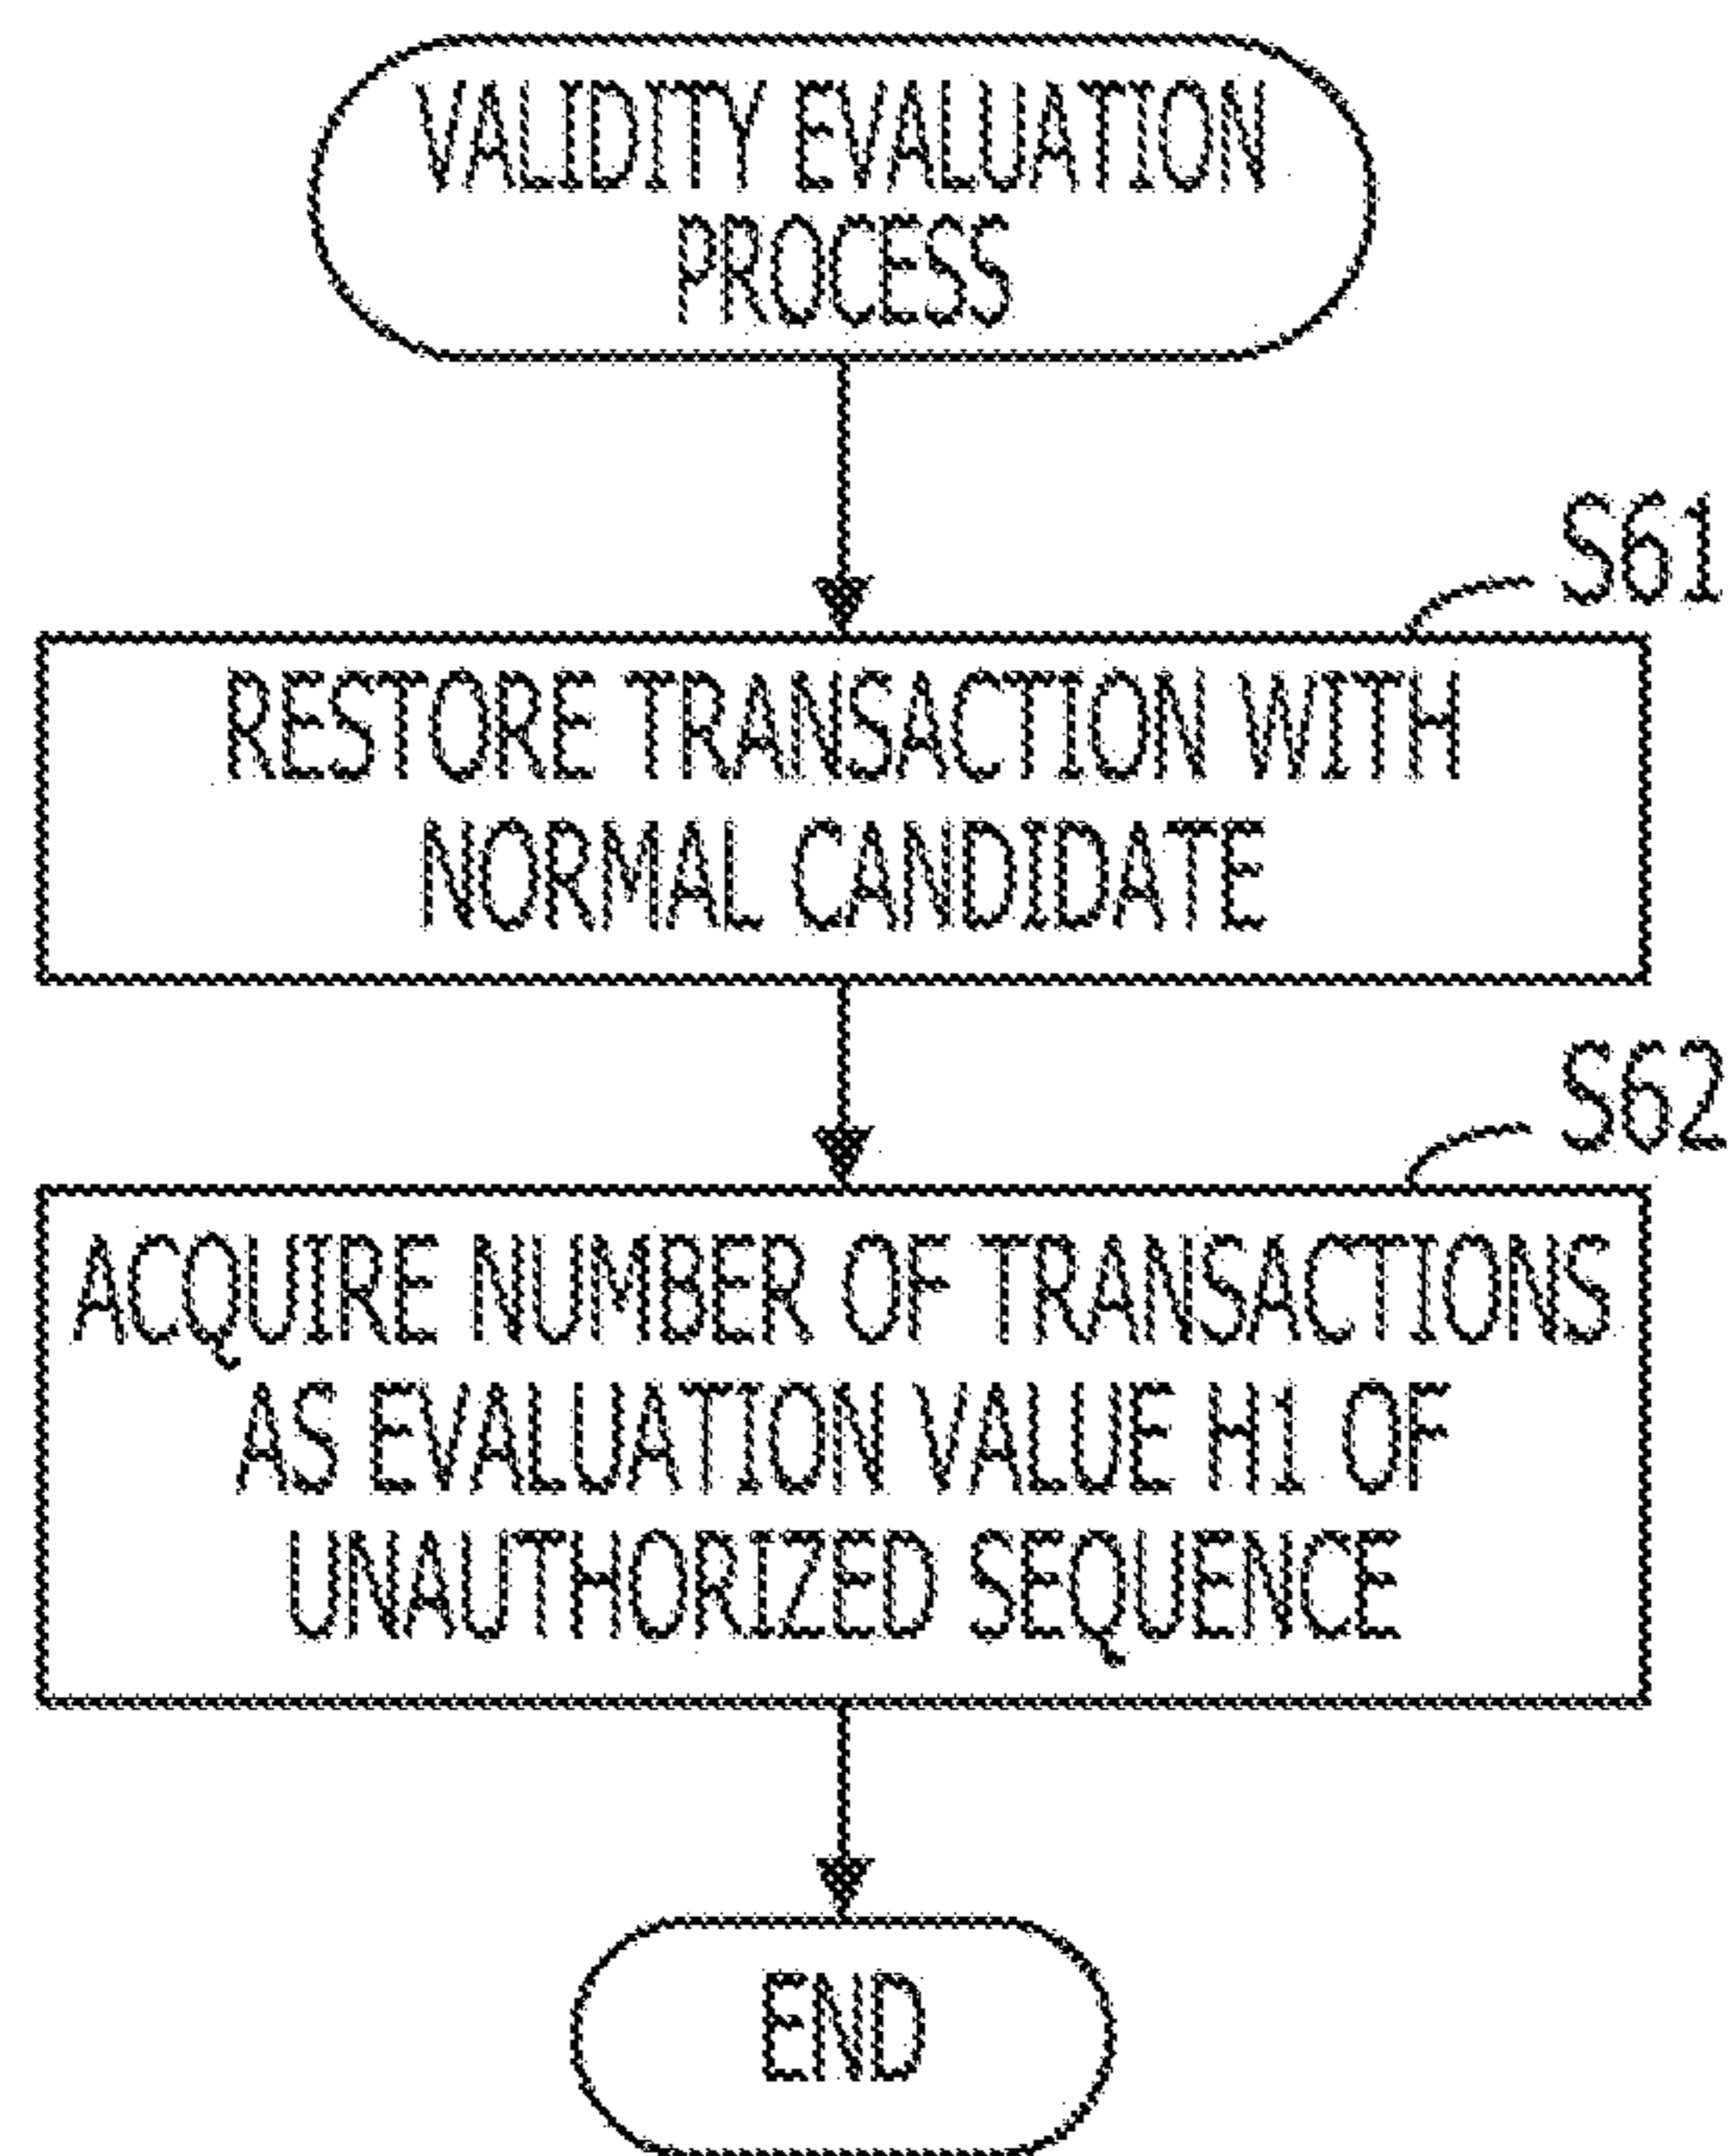 VALIDITY EVALUATION
PROCESS
S61
RESTORE TRANSACTION WITH
NORMAL CANDIDATE
S62
ACQUIRE NUMBER OF TRANSACTIONS
AS EVALUATION VALUE H1 OF
UNAUTHORIZED SEQUENCE
END